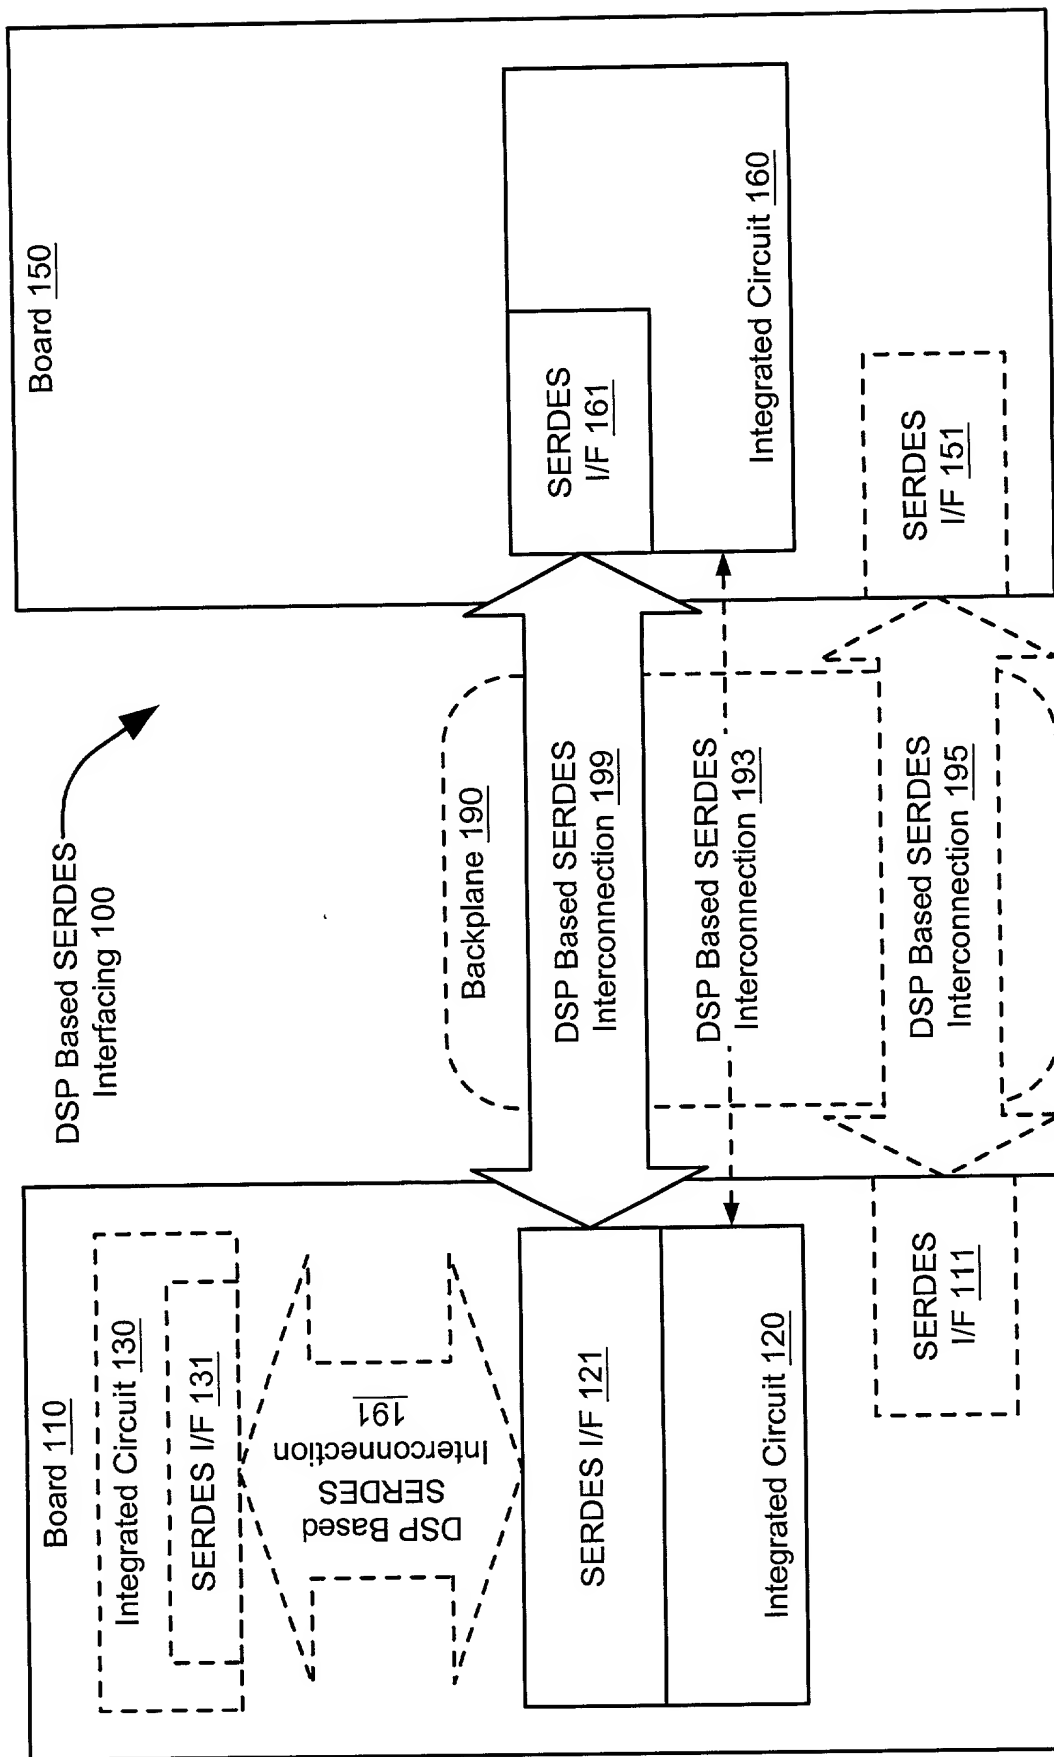 DSP Based SERDES
Interfacing 100
Board 110
Integrated Circuit 130
SERDES I/F 131
DSP Based
SERDES
Interconnection
191
SERDES I/F 121
Integrated Circuit 120
SERDES
I/F 111
Backplane 190
DSP Based SERDES
Interconnection 199
DSP Based SERDES
Interconnection 193
DSP Based SERDES
Interconnection 195
Board 150
SERDES
I/F 161
Integrated Circuit 160
SERDES
I/F 151